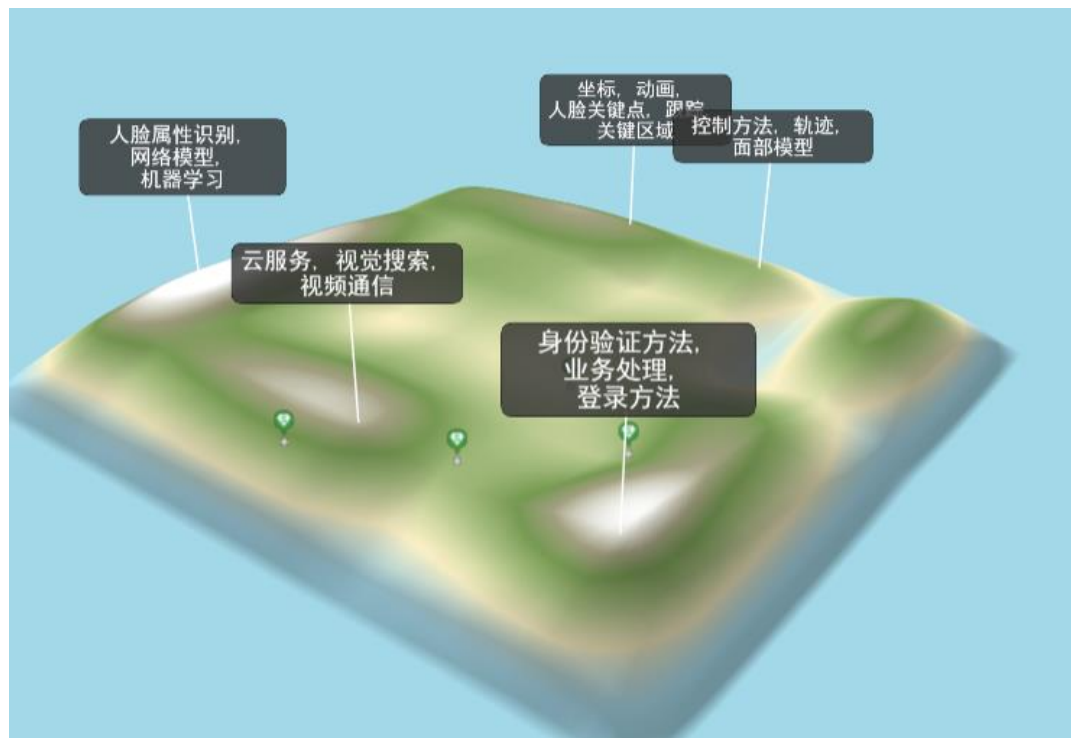 坐标，动画，
人脸关键点，跟踪，
关键区域
控制方法，轨迹，
面部模型
人脸属性识别，
网络模型，
机器学习
云服务，视觉搜索，
视频通信
身份验证方法，
业务处理，
登录方法